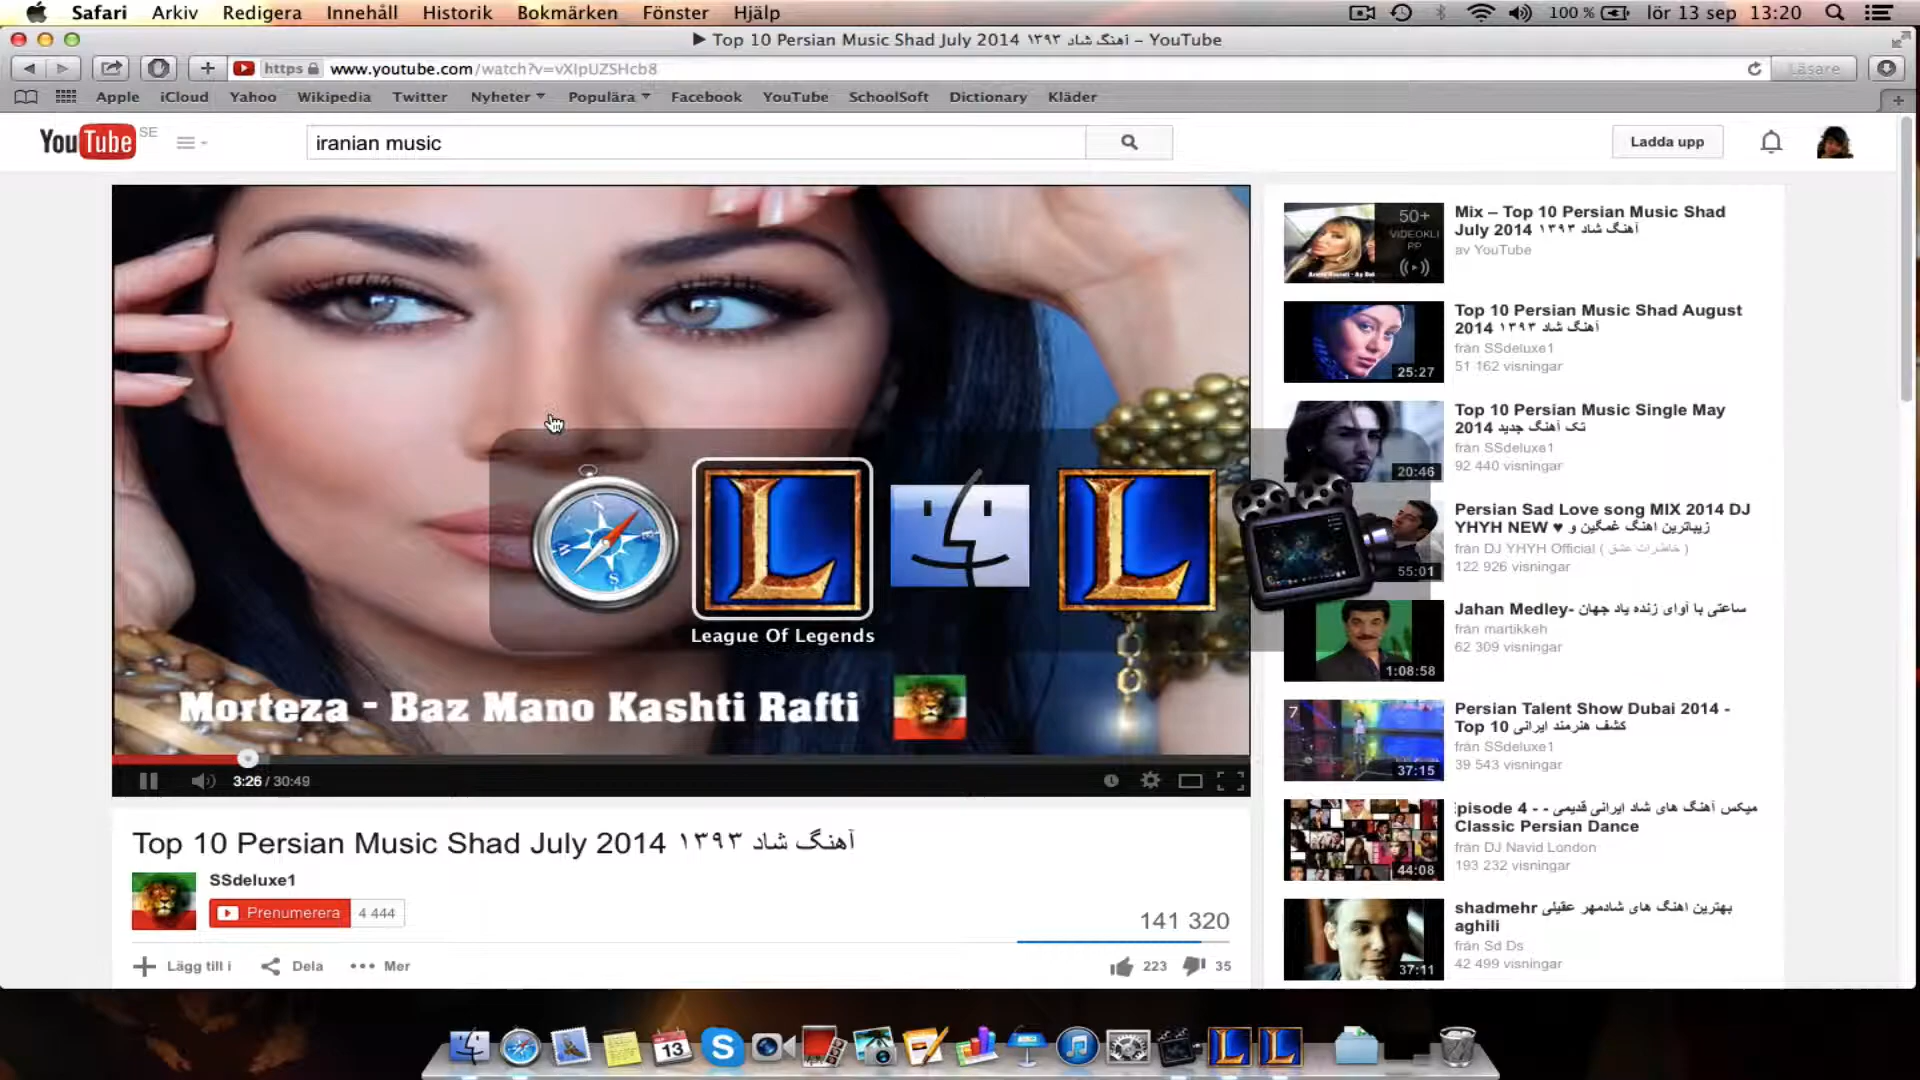 Safari Arkiv Redigera Innehåll Historik Bokmärken Fönster Hjälp 100 % lör 13 sep 13:20
Top 10 Persian Music Shad July 2014 آهنگ شاد ۱۳۹۳ – YouTube
https www.youtube.com/watch?v=vXIpUZSHcb8 Läsare
Apple iCloud Yahoo Wikipedia Twitter Nyheter Populära Facebook YouTube SchoolSoft Dictionary Kläder
YouTube SE
iranian music
Ladda upp
Morteza - Baz Mano Kashti Rafti
League Of Legends
3:26 / 30:49
Top 10 Persian Music Shad July 2014 آهنگ شاد ۱۳۹۳
SSdeluxe1
Prenumerera 4 444
141 320
Lägg till i Dela Mer
223 35
50+
VIDEOKLI
PP
Mix – Top 10 Persian Music Shad
July 2014 آهنگ شاد ۱۳۹۳
av YouTube
25:27
Top 10 Persian Music Shad August
2014 آهنگ شاد ۱۳۹۳
från SSdeluxe1
51 162 visningar
20:46
Top 10 Persian Music Single May
2014 تک آهنگ جدید
från SSdeluxe1
92 440 visningar
55:01
Persian Sad Love song MIX 2014 DJ
YHYH NEW ♥ زیباترین اهنگ غمگین و
från DJ YHYH Official ( خاطرات عشق )
122 926 visningar
1:08:58
Jahan Medley- ساعتی با آوای زنده یاد جهان
från martikkeh
62 309 visningar
7
37:15
Persian Talent Show Dubai 2014 -
Top 10 کشف هنرمند ایرانی
från SSdeluxe1
39 543 visningar
44:08
pisode 4 - - میکس آهنگ های شاد ایرانی قدیمی
Classic Persian Dance
från DJ Navid London
193 232 visningar
37:11
shadmehr بهترین اهنگ های شادمهر عقیلی
aghili
från Sd Ds
42 499 visningar
13